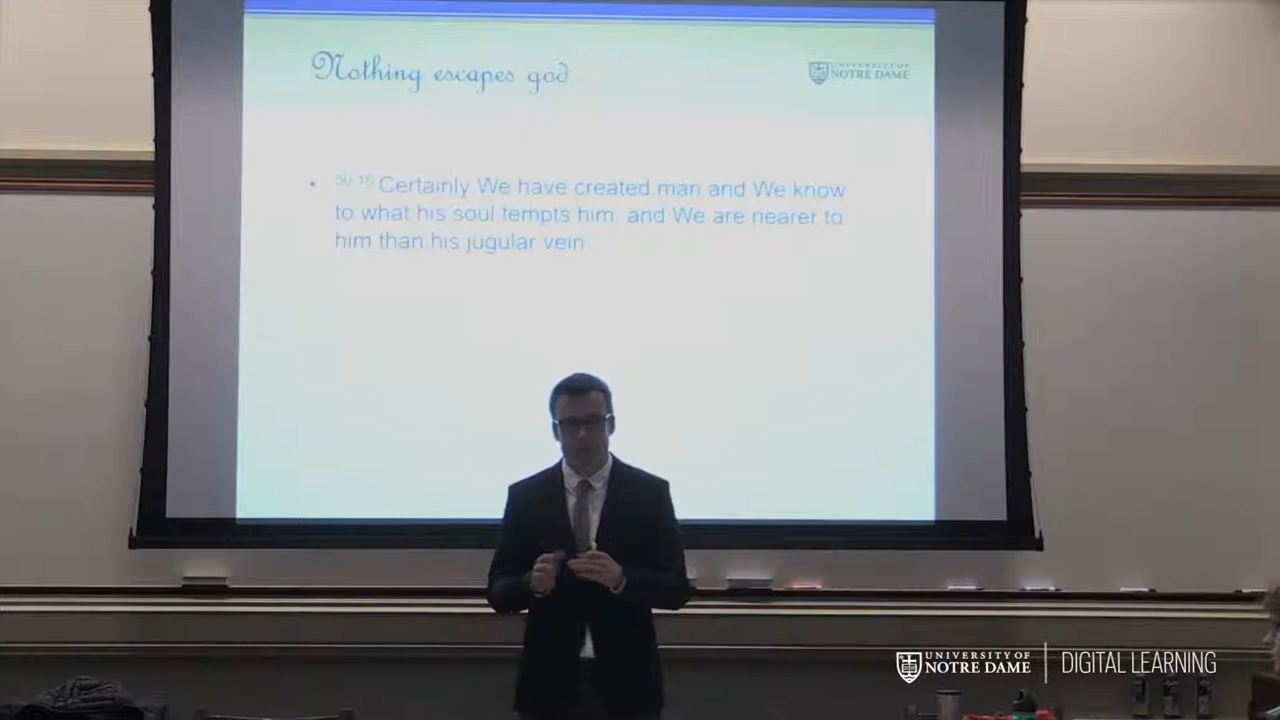 Nothing escapes god
UNIVERSITY OF
NOTRE DAME
• 50.16 Certainly We have created man and We know
to what his soul tempts him, and We are nearer to
him than his jugular vein.
UNIVERSITY OF
NOTRE DAME
DIGITAL LEARNING